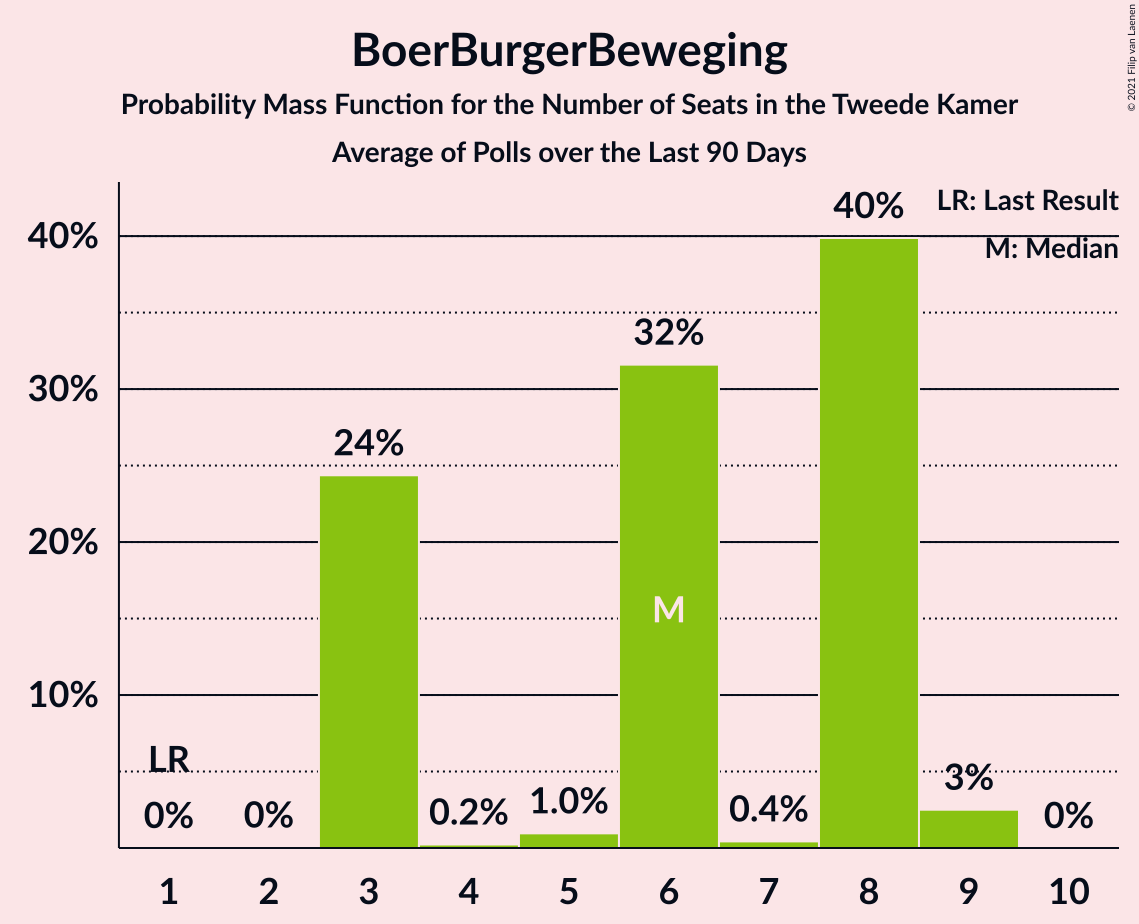 BoerBurgerBeweging
Probability Mass Function for the Number of Seats in the Tweede Kamer
Average of Polls over the Last 90 Days
© 2021 Filip van Laenen
LR: Last Result
M: Median
40%
30%
20%
10%
LR
0%
0%
24%
0.2%
1.0%
32%
M
0.4%
40%
3%
0%
1 2 3 4 5 6 7 8 9 10